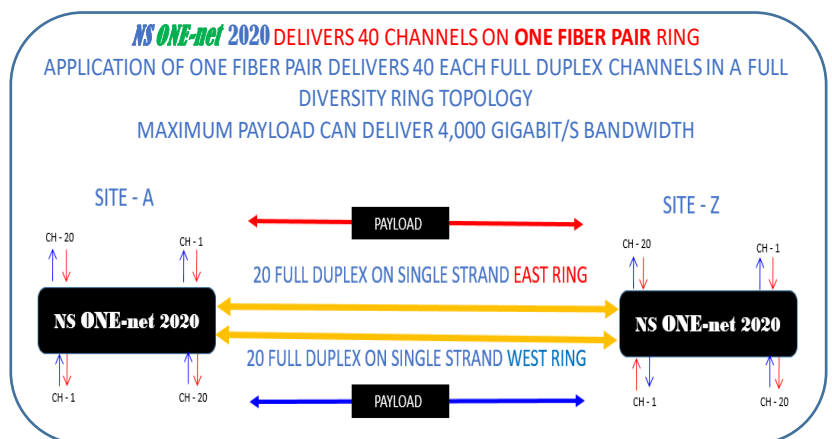 NS ONE-net 2020 DELIVERS 40 CHANNELS ON ONE FIBER PAIR RING
APPLICATION OF ONE FIBER PAIR DELIVERS 40 EACH FULL DUPLEX CHANNELS IN A FULL
DIVERSITY RING TOPOLOGY
MAXIMUM PAYLOAD CAN DELIVER 4,000 GIGABIT/S BANDWIDTH
SITE - A
SITE - Z
PAYLOAD
CH - 20
CH - 1
CH - 20
CH - 1
20 FULL DUPLEX ON SINGLE STRAND EAST RING
NS ONE-net 2020
NS ONE-net 2020
20 FULL DUPLEX ON SINGLE STRAND WEST RING
CH - 1
CH - 20
PAYLOAD
CH - 1
CH - 20